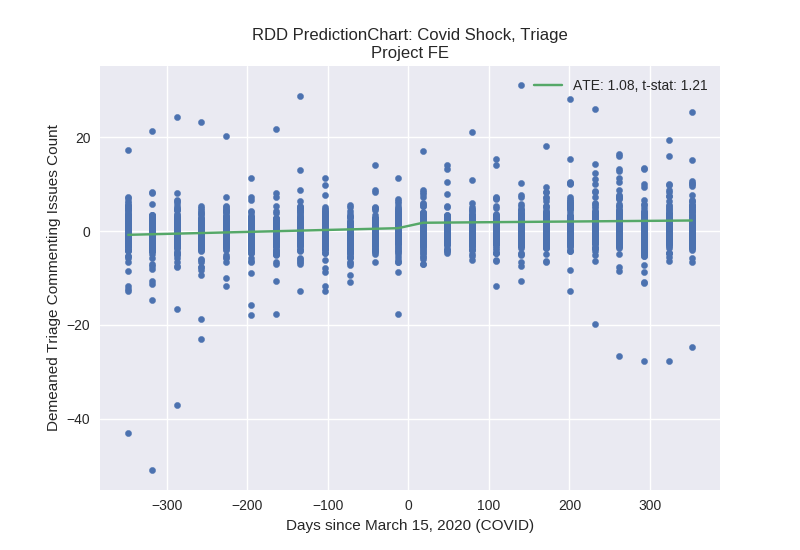 RDD PredictionChart: Covid Shock, Triage
Project FE
ATE: 1.08, t-stat: 1.21
Demeaned Triage Commenting Issues Count
20
0
−20
−40
−300
−200
−100
0
100
200
300
Days since March 15, 2020 (COVID)